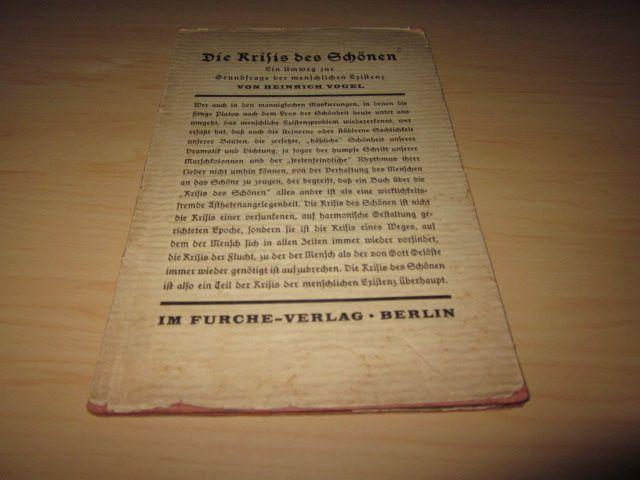 Die Krisis des Schönen
Ein Umweg zur
Grundfrage der menschlichen Existenz
VON HEINRICH VOGEL
Wer auch in den mannigfachen Maskierungen, in denen die
Frage Platos nach dem Eros der Schönheit heute unter uns
umgeht, das menschliche Existenzproblem wiedererkennt, wer
erfaßt hat, daß auch die steinerne oder stählerne Sachlichkeit
unserer Bauten, die zerfetzte, „häßliche“ Schönheit unserer
Dramatik und Dichtung, ja sogar der dumpfe Schritt unserer
Marschkolonnen und der „seelenfeindliche“ Rhythmus ihrer
Lieder nicht umhin können, von der Verhaftung des Menschen
an das Schöne zu zeugen, der begreift, daß ein Buch über die
„Krisis des Schönen“ alles andre ist als eine wirklichkeits-
fremde Ästhetenangelegenheit. Die Krisis des Schönen ist nicht
die Krisis einer versunkenen, auf harmonische Gestaltung ge-
richteten Epoche, sondern sie ist die Krisis eines Weges, auf
dem der Mensch sich in allen Zeiten immer wieder vorfindet,
die Krisis der Flucht, zu der der Mensch als der von Gott Gelöste
immer wieder genötigt ist aufzubrechen. Die Krisis des Schönen
ist also ein Teil der Krisis der menschlichen Existenz überhaupt.
IM FURCHE-VERLAG • BERLIN